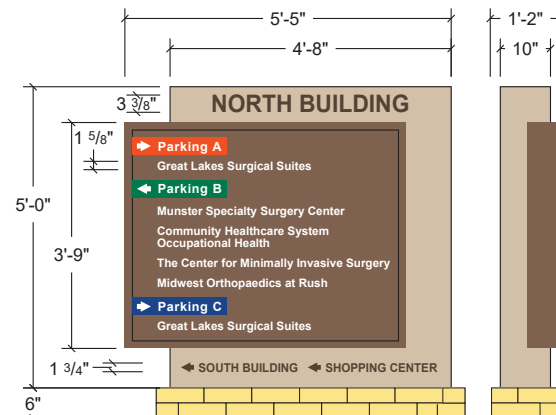 5'-5"
1'-2"
4'-8"
10"
3 3/8"
NORTH BUILDING
1 5/8"
Parking A
Great Lakes Surgical Suites
Parking B
5'-0"
Munster Specialty Surgery Center
Community Healthcare System
Occupational Health
3'-9"
The Center for Minimally Invasive Surgery
Midwest Orthopaedics at Rush
Parking C
Great Lakes Surgical Suites
1 3/4"
SOUTH BUILDING
SHOPPING CENTER
6"